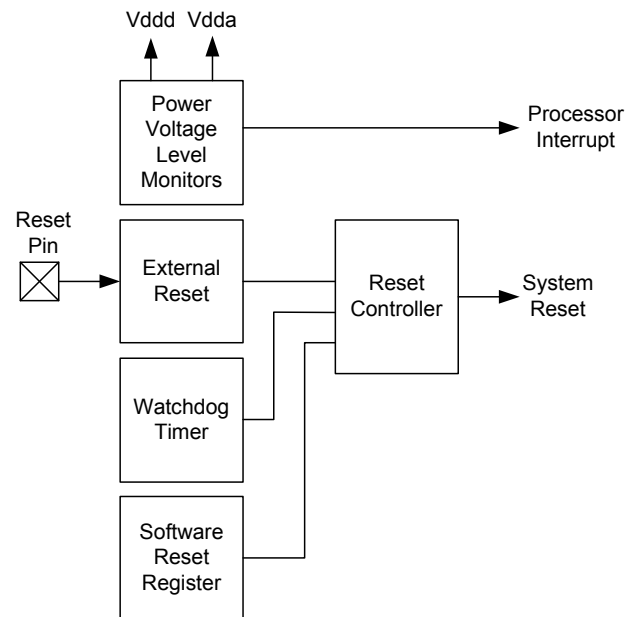 Vddd Vdda
Power
Voltage
Level
Monitors
Processor
Interrupt
Reset
Pin
External
Reset
Reset
Controller
System
Reset
Watchdog
Timer
Software
Reset
Register